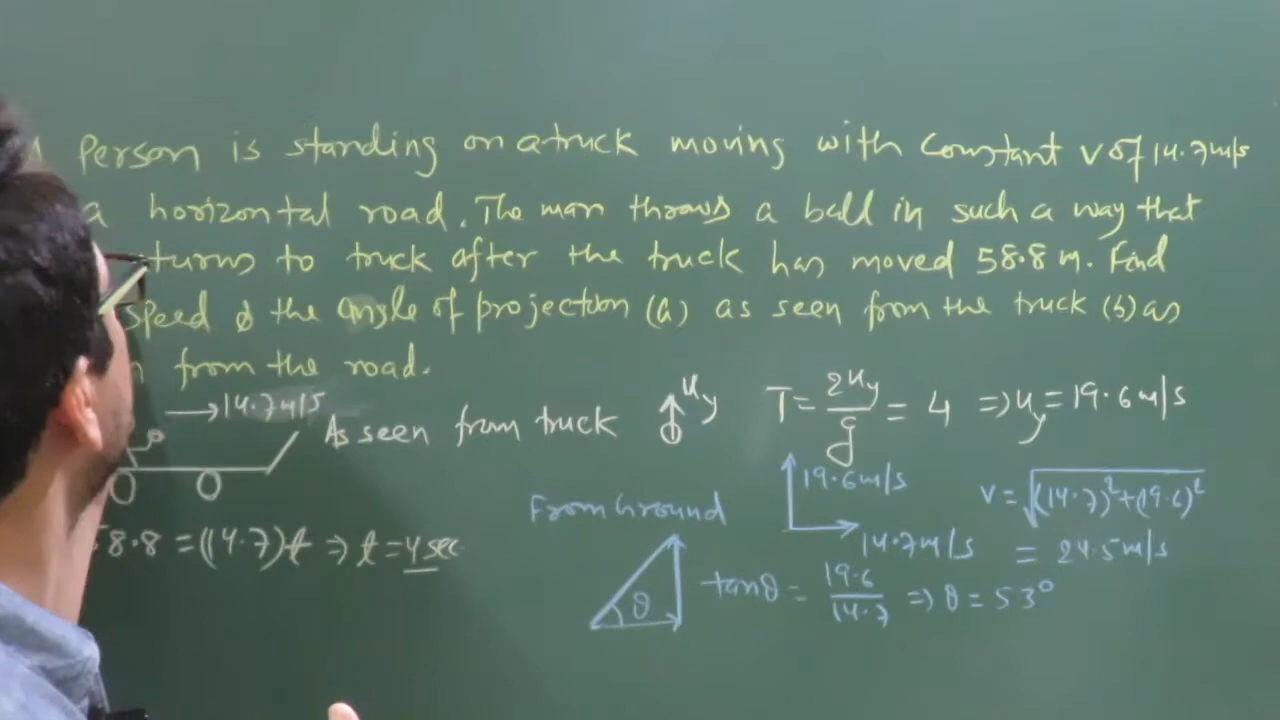 Person is standing on a truck moving with constant v of 14.7 m/s
a horizontal road. The man throws a ball in such a way that
turns to truck after the truck has moved 58.8 m. Find
speed & the angle of projection (a) as seen from the truck (b) as
n from the road.
→14.7 m/s
As seen from truck
u_y
T = 2u_y/g = 4 ⇒ u_y = 19.6 m/s
58.8 = (14.7)t ⇒ t = 4 sec
From Ground
19.6 m/s
14.7 m/s
v = √((14.7)² + (19.6)²)
= 24.5 m/s
θ
tanθ = 19.6/14.7 ⇒ θ = 53°